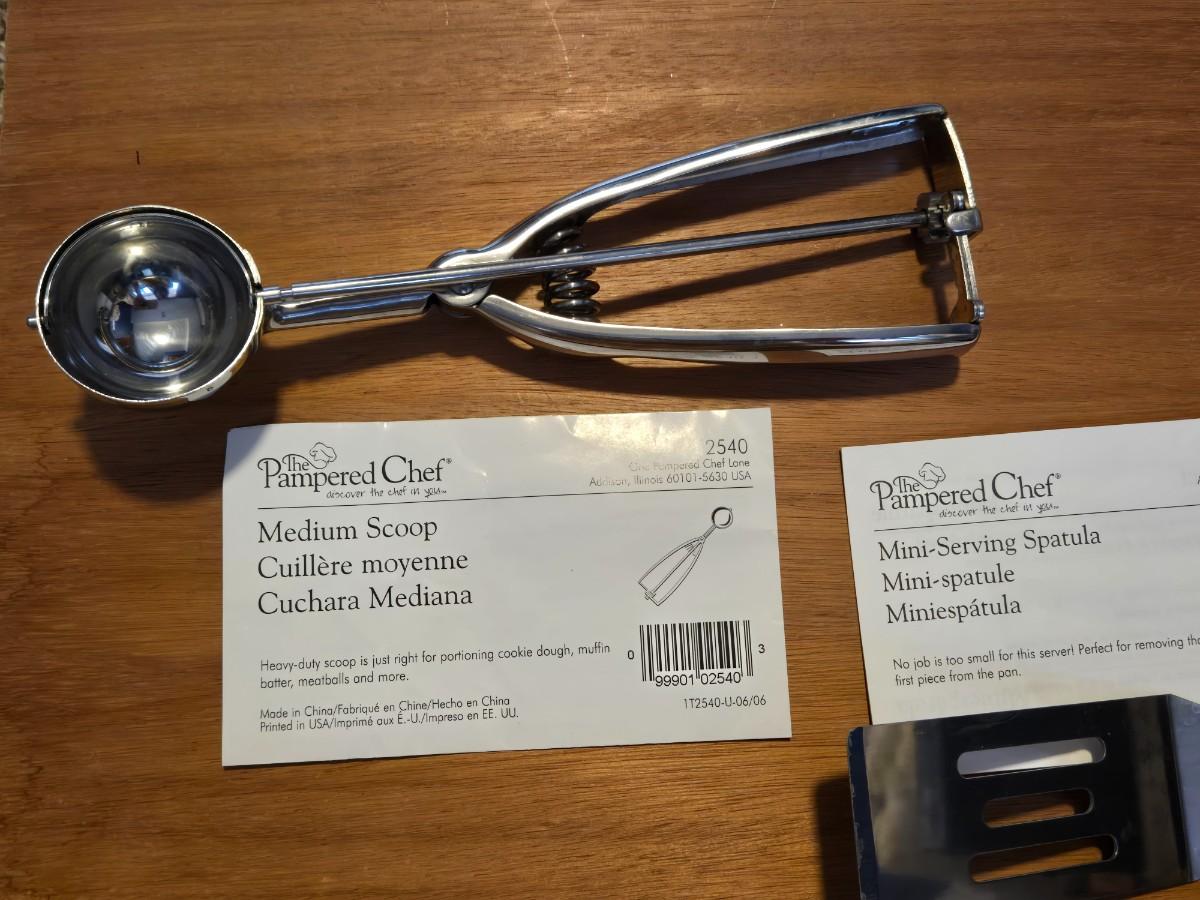 The
Pampered Chef®
discover the chef in you™
2540
One Pampered Chef Lane
Addison, Illinois 60101-5630 USA
Medium Scoop
Cuillère moyenne
Cuchara Mediana
Heavy-duty scoop is just right for portioning cookie dough, muffin
batter, meatballs and more.
0 99901 02540 3
Made in China/Fabriqué en Chine/Hecho en China
Printed in USA/Imprimé aux É.-U./Impreso en EE. UU.
1T2540-U-06/06
The
Pampered Chef®
discover the chef in you™
Mini-Serving Spatula
Mini-spatule
Miniespátula
No job is too small for this server! Perfect for removing
first piece from the pan.